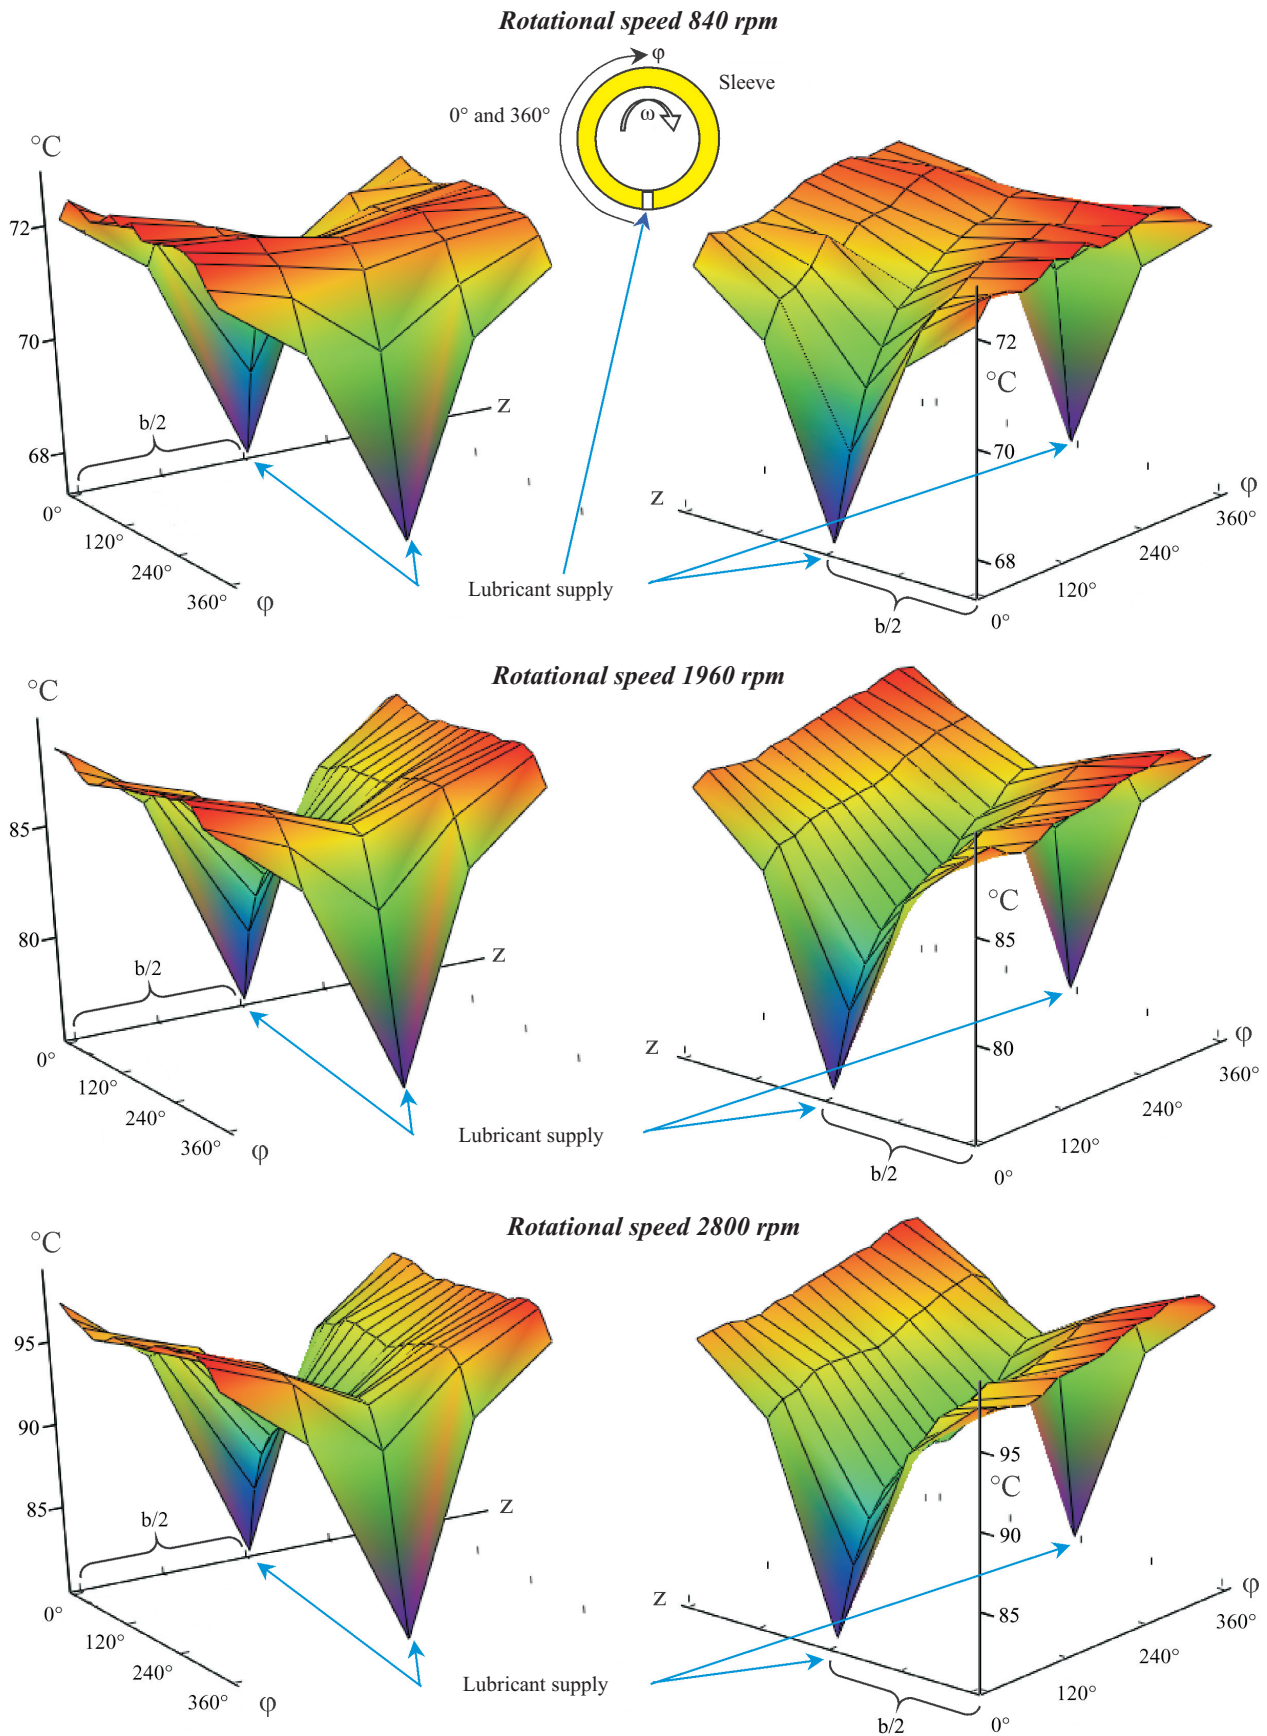 Rotational speed 840 rpm
φ
Sleeve
0° and 360°
ω
°C
72
70
68
b/2
z
0°
120°
240°
360°
φ
Lubricant supply
72
°C
70
68
z
b/2
0°
120°
240°
360°
φ
Rotational speed 1960 rpm
°C
85
80
b/2
z
0°
120°
240°
360°
φ
Lubricant supply
°C
85
80
z
b/2
0°
120°
240°
360°
φ
Rotational speed 2800 rpm
°C
95
90
85
b/2
z
0°
120°
240°
360°
φ
Lubricant supply
95
°C
90
85
z
b/2
0°
120°
240°
360°
φ